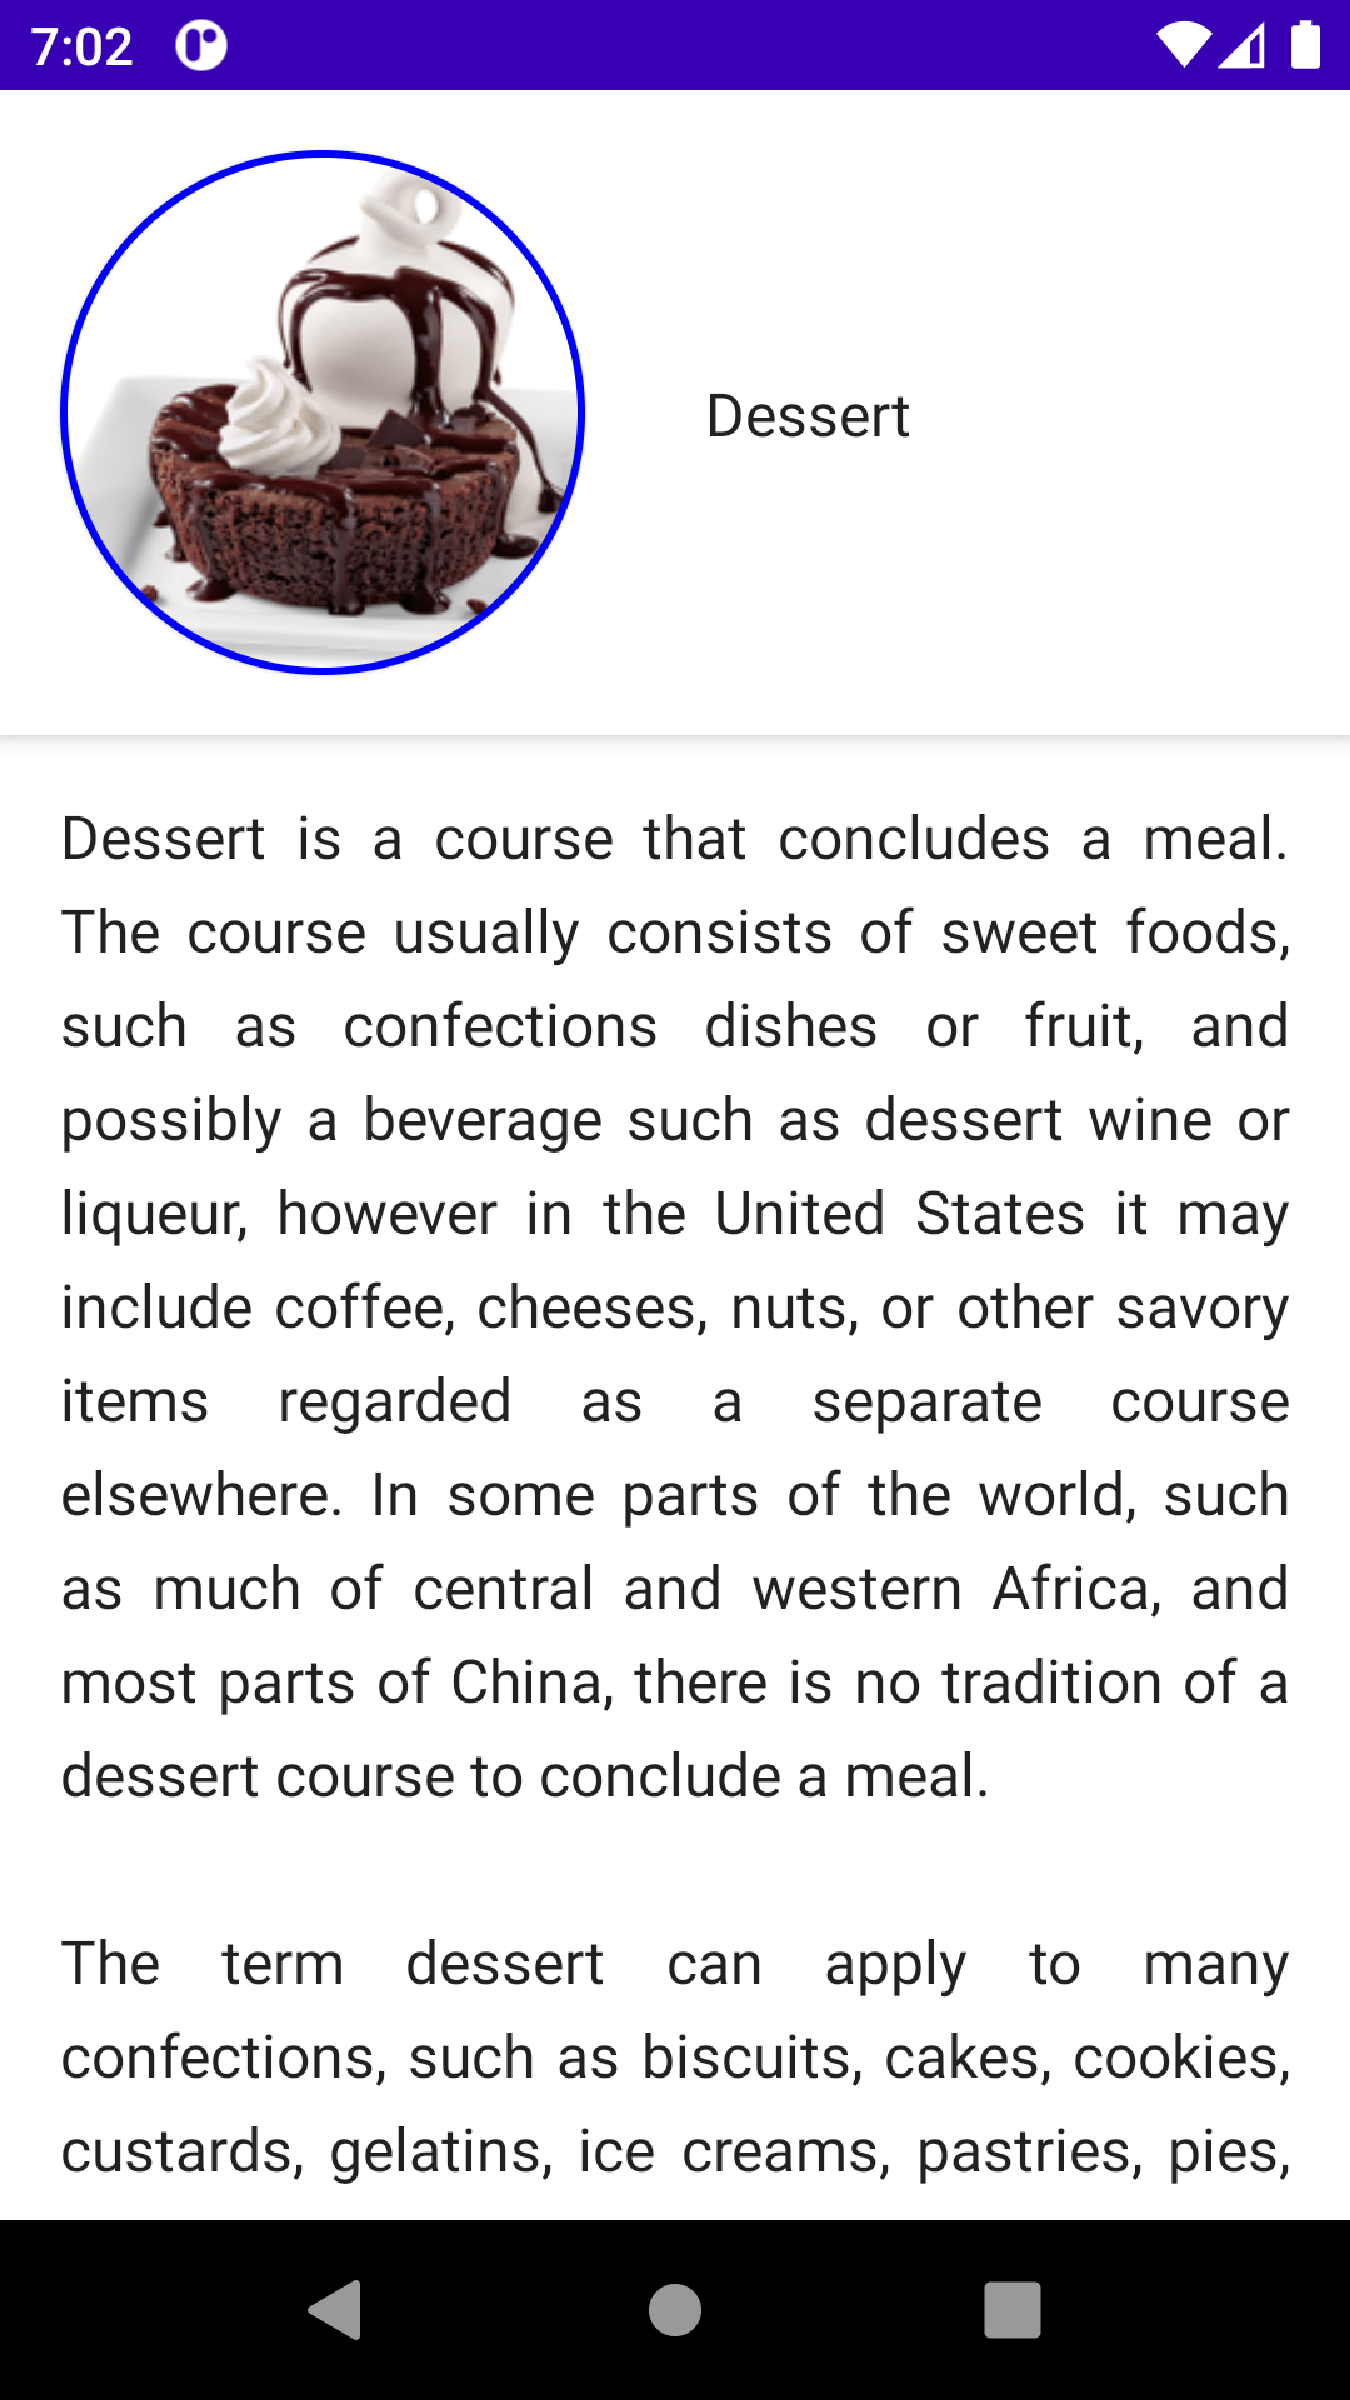 7:02
Dessert
Dessert is a course that concludes a meal.
The course usually consists of sweet foods,
such as confections dishes or fruit, and
possibly a beverage such as dessert wine or
liqueur, however in the United States it may
include coffee, cheeses, nuts, or other savory
items regarded as a separate course
elsewhere. In some parts of the world, such
as much of central and western Africa, and
most parts of China, there is no tradition of a
dessert course to conclude a meal.
The term dessert can apply to many
confections, such as biscuits, cakes, cookies,
custards, gelatins, ice creams, pastries, pies,